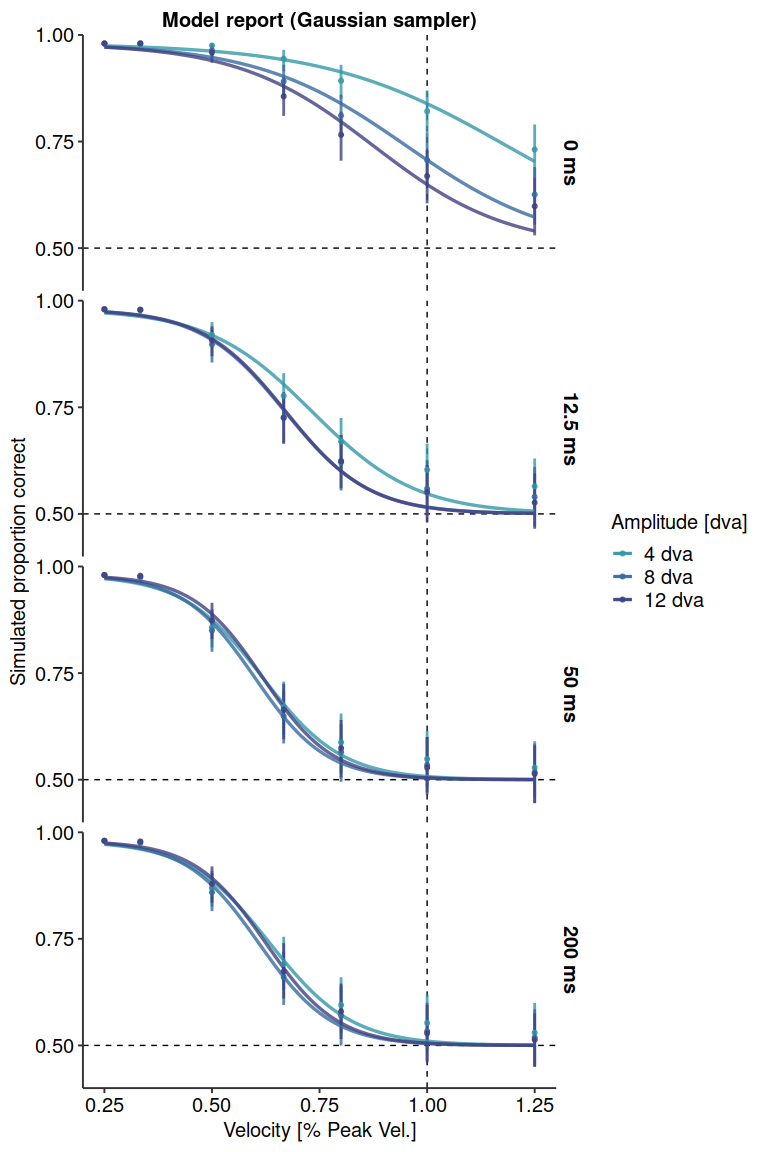 Model report (Gaussian sampler)
1.00
0.75
0.50
0 ms
1.00
0.75
0.50
12.5 ms
1.00
0.75
0.50
50 ms
1.00
0.75
0.50
200 ms
Simulated proportion correct
0.25 0.50 0.75 1.00 1.25
Velocity [% Peak Vel.]
Amplitude [dva]
4 dva
8 dva
12 dva